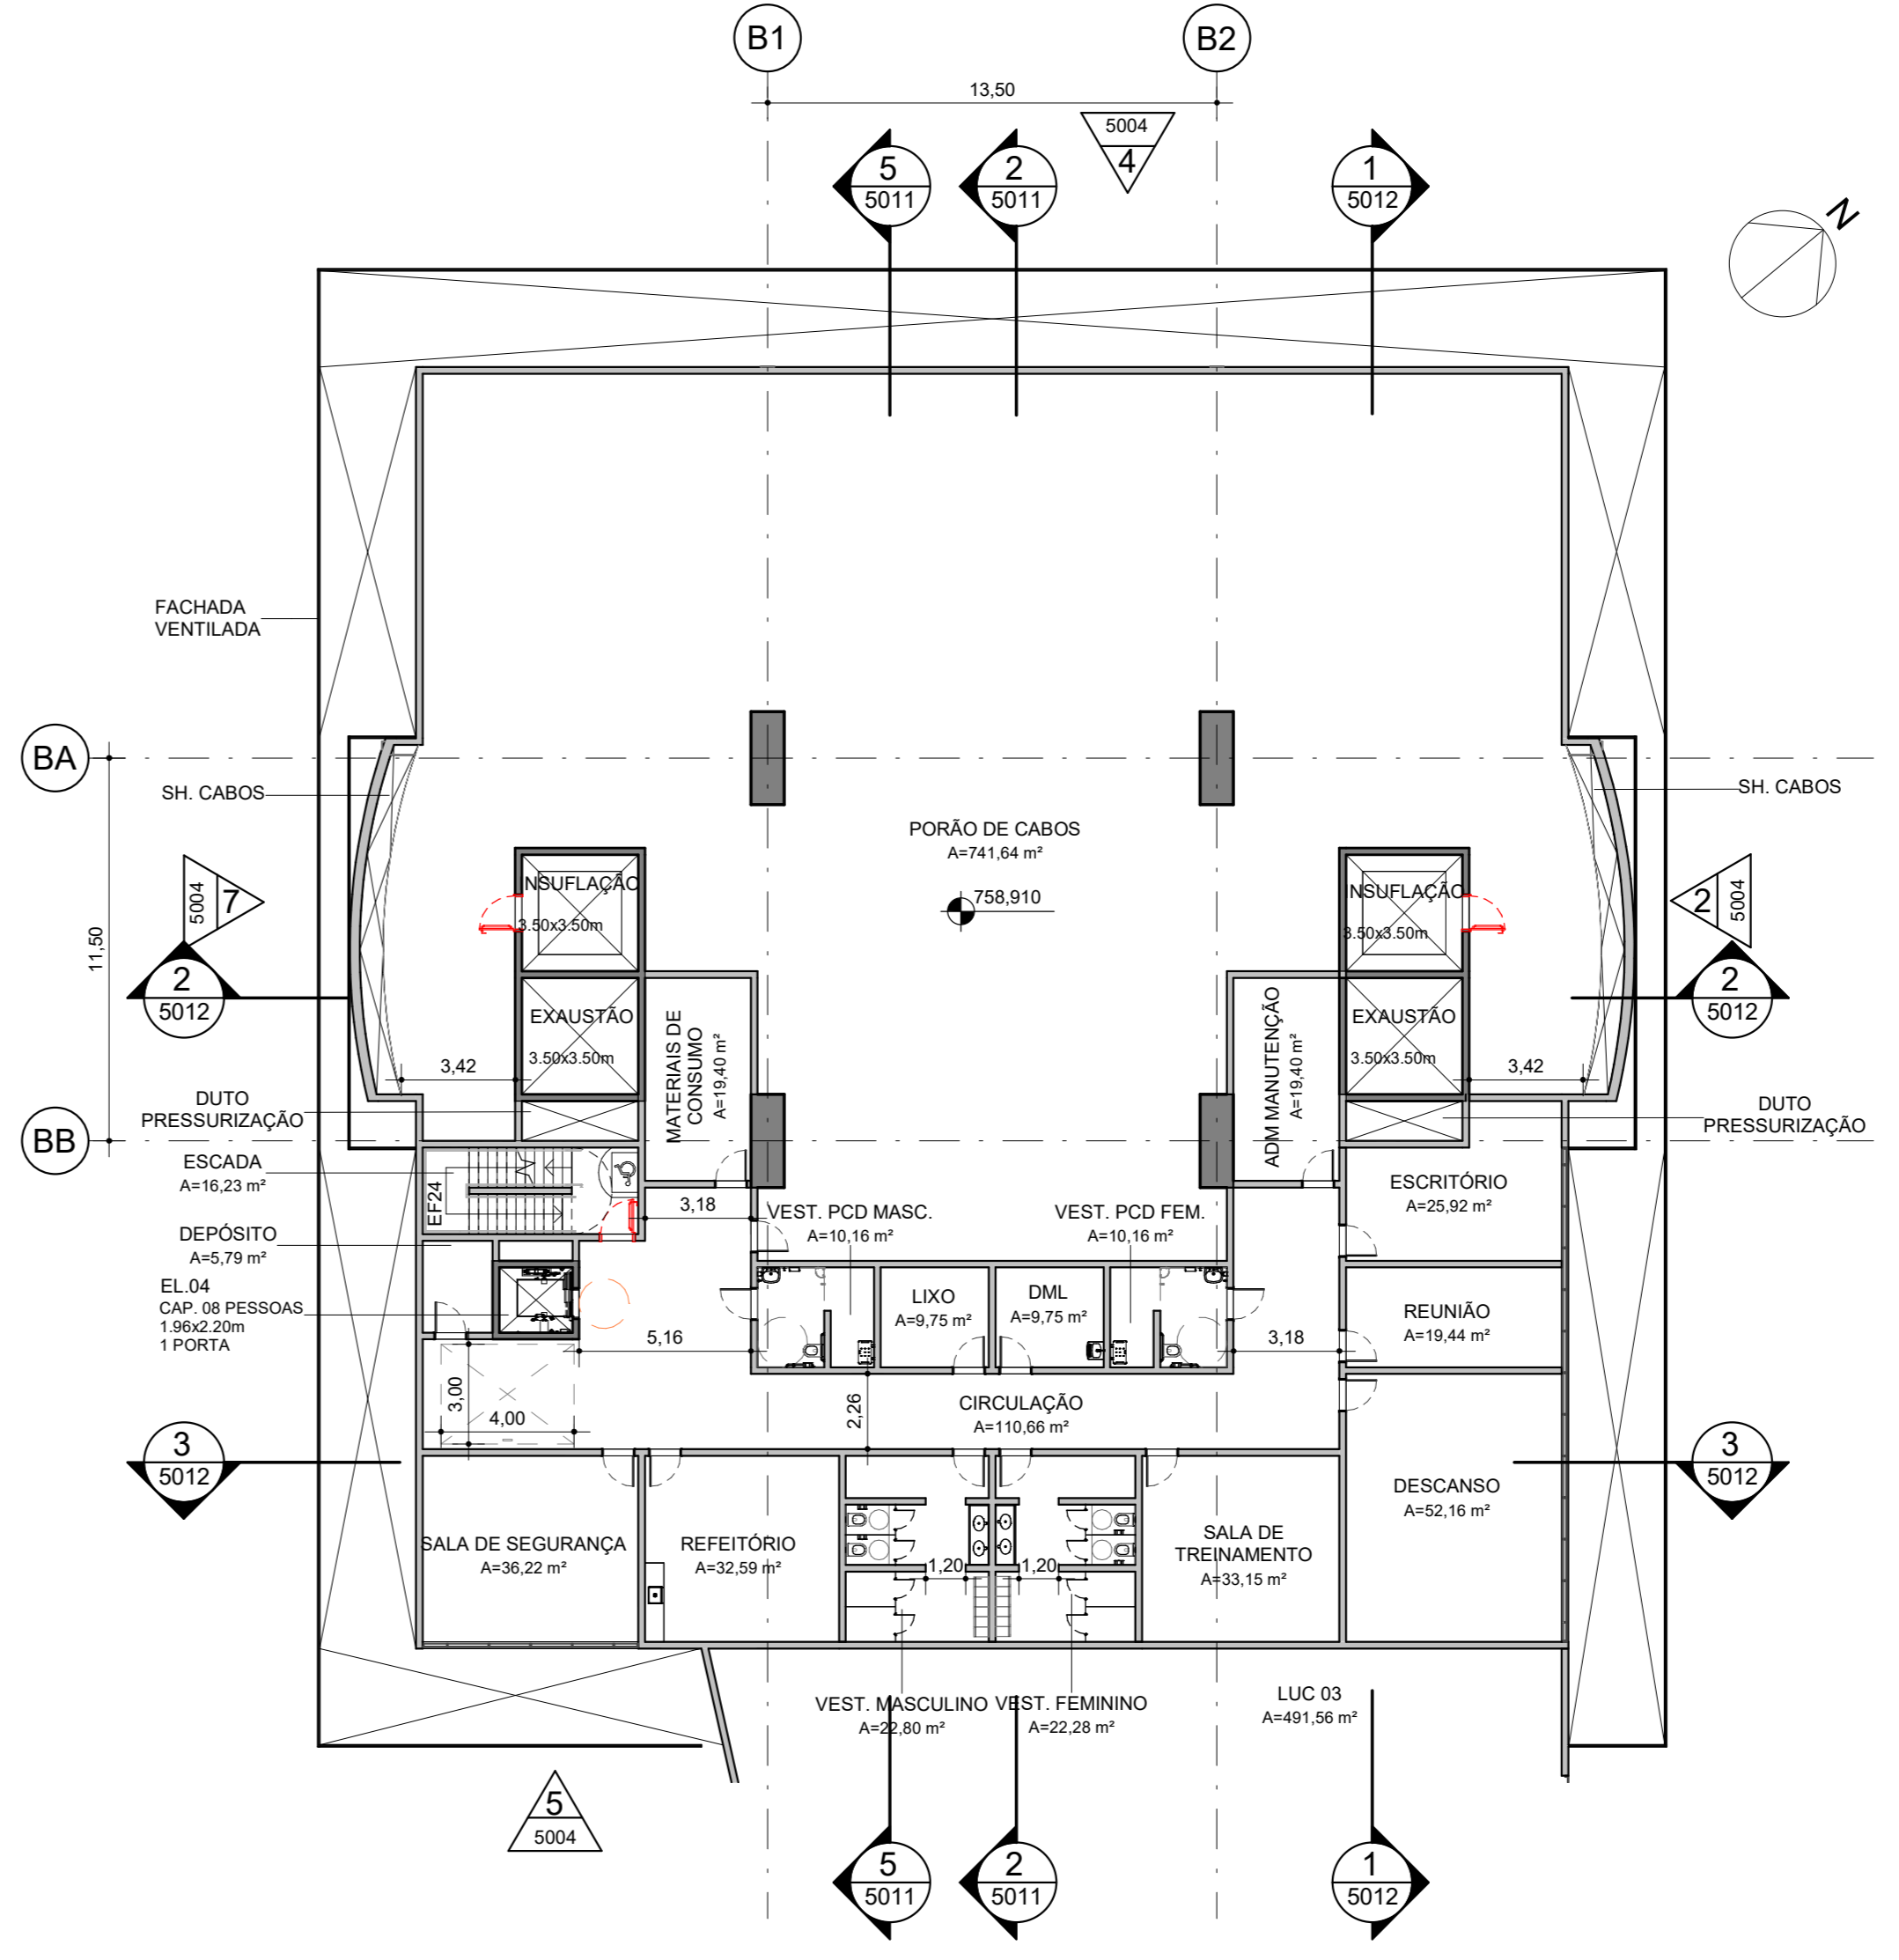 B1
B2
13,50
5004
4
5
5011
2
5011
1
5012
N
FACHADA
VENTILADA
BA
SH. CABOS
SH. CABOS
PORÃO DE CABOS
A=741,64 m²
758,910
5004
7
2
5004
11,50
NSUFLAÇÃO
3.50x3.50m
NSUFLAÇÃO
3.50x3.50m
2
5012
2
5012
EXAUSTÃO
3.50x3.50m
EXAUSTÃO
3.50x3.50m
MATERIAIS DE
CONSUMO
A=19,40 m²
ADM MANUTENÇÃO
A=19,40 m²
3,42
3,42
DUTO
PRESSURIZAÇÃO
DUTO
PRESSURIZAÇÃO
BB
ESCADA
A=16,23 m²
EF24
ESCRITÓRIO
A=25,92 m²
3,18
VEST. PCD MASC.
A=10,16 m²
VEST. PCD FEM.
A=10,16 m²
DEPÓSITO
A=5,79 m²
EL.04
CAP. 08 PESSOAS
1.96x2.20m
1 PORTA
LIXO
A=9,75 m²
DML
A=9,75 m²
REUNIÃO
A=19,44 m²
5,16
3,18
3,00
4,00
2,26
CIRCULAÇÃO
A=110,66 m²
3
5012
3
5012
DESCANSO
A=52,16 m²
SALA DE SEGURANÇA
A=36,22 m²
REFEITÓRIO
A=32,59 m²
1,20
1,20
SALA DE
TREINAMENTO
A=33,15 m²
VEST. MASCULINO
A=22,80 m²
VEST. FEMININO
A=22,28 m²
LUC 03
A=491,56 m²
5
5004
5
5011
2
5011
1
5012